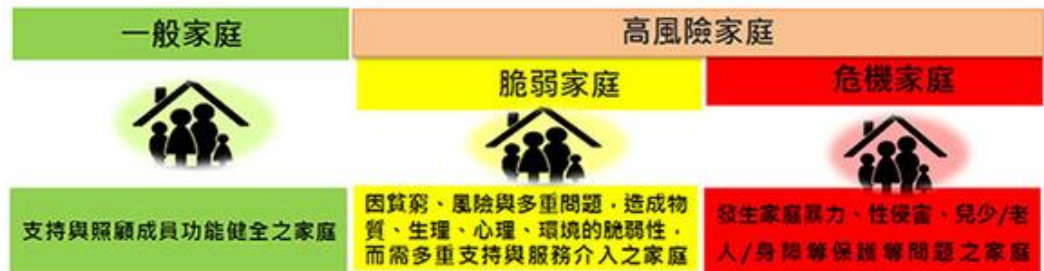 一般家庭
高風險家庭
脆弱家庭
危機家庭
支持與照顧成員功能健全之家庭
因貧窮、風險與多重問題，造成物
質、生理、心理、環境的脆弱性，
而需多重支持與服務介入之家庭
發生家庭暴力、性侵害、兒少/老
人/身障等保護等問題之家庭